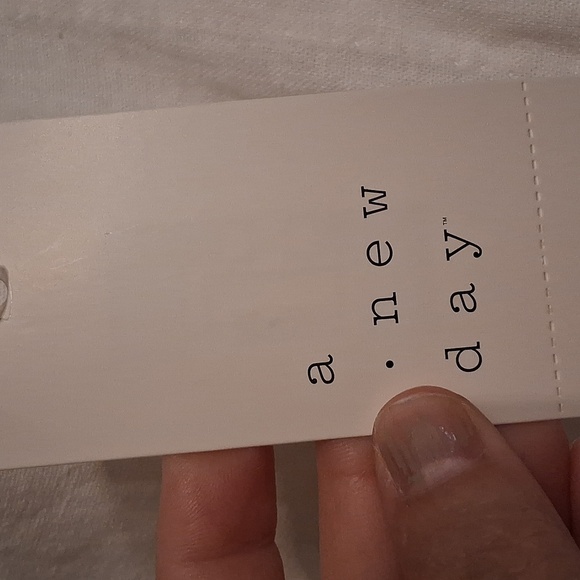 a
• new
day™